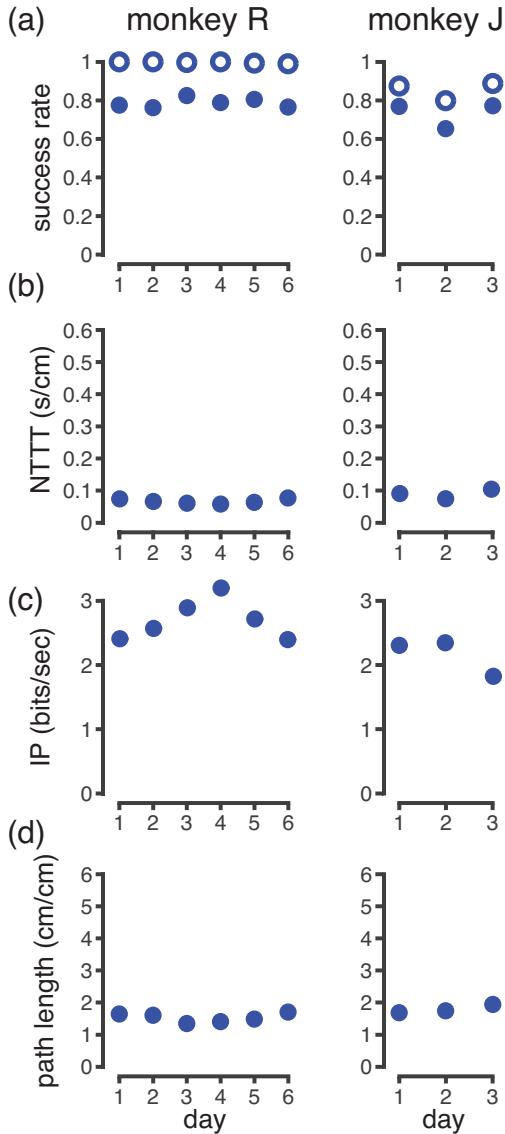 (a) monkey R monkey J
success rate
1
0.8
0.6
0.4
0.2
0
1 2 3 4 5 6
1
0.8
0.6
0.4
0.2
0
1 2 3
(b)
NTTT (s/cm)
0.6
0.5
0.4
0.3
0.2
0.1
0
1 2 3 4 5 6
0.6
0.5
0.4
0.3
0.2
0.1
0
1 2 3
(c)
IP (bits/sec)
3
2
1
0
1 2 3 4 5 6
3
2
1
0
1 2 3
(d)
path length (cm/cm)
6
5
4
3
2
1
0
1 2 3 4 5 6
day
6
5
4
3
2
1
0
1 2 3
day